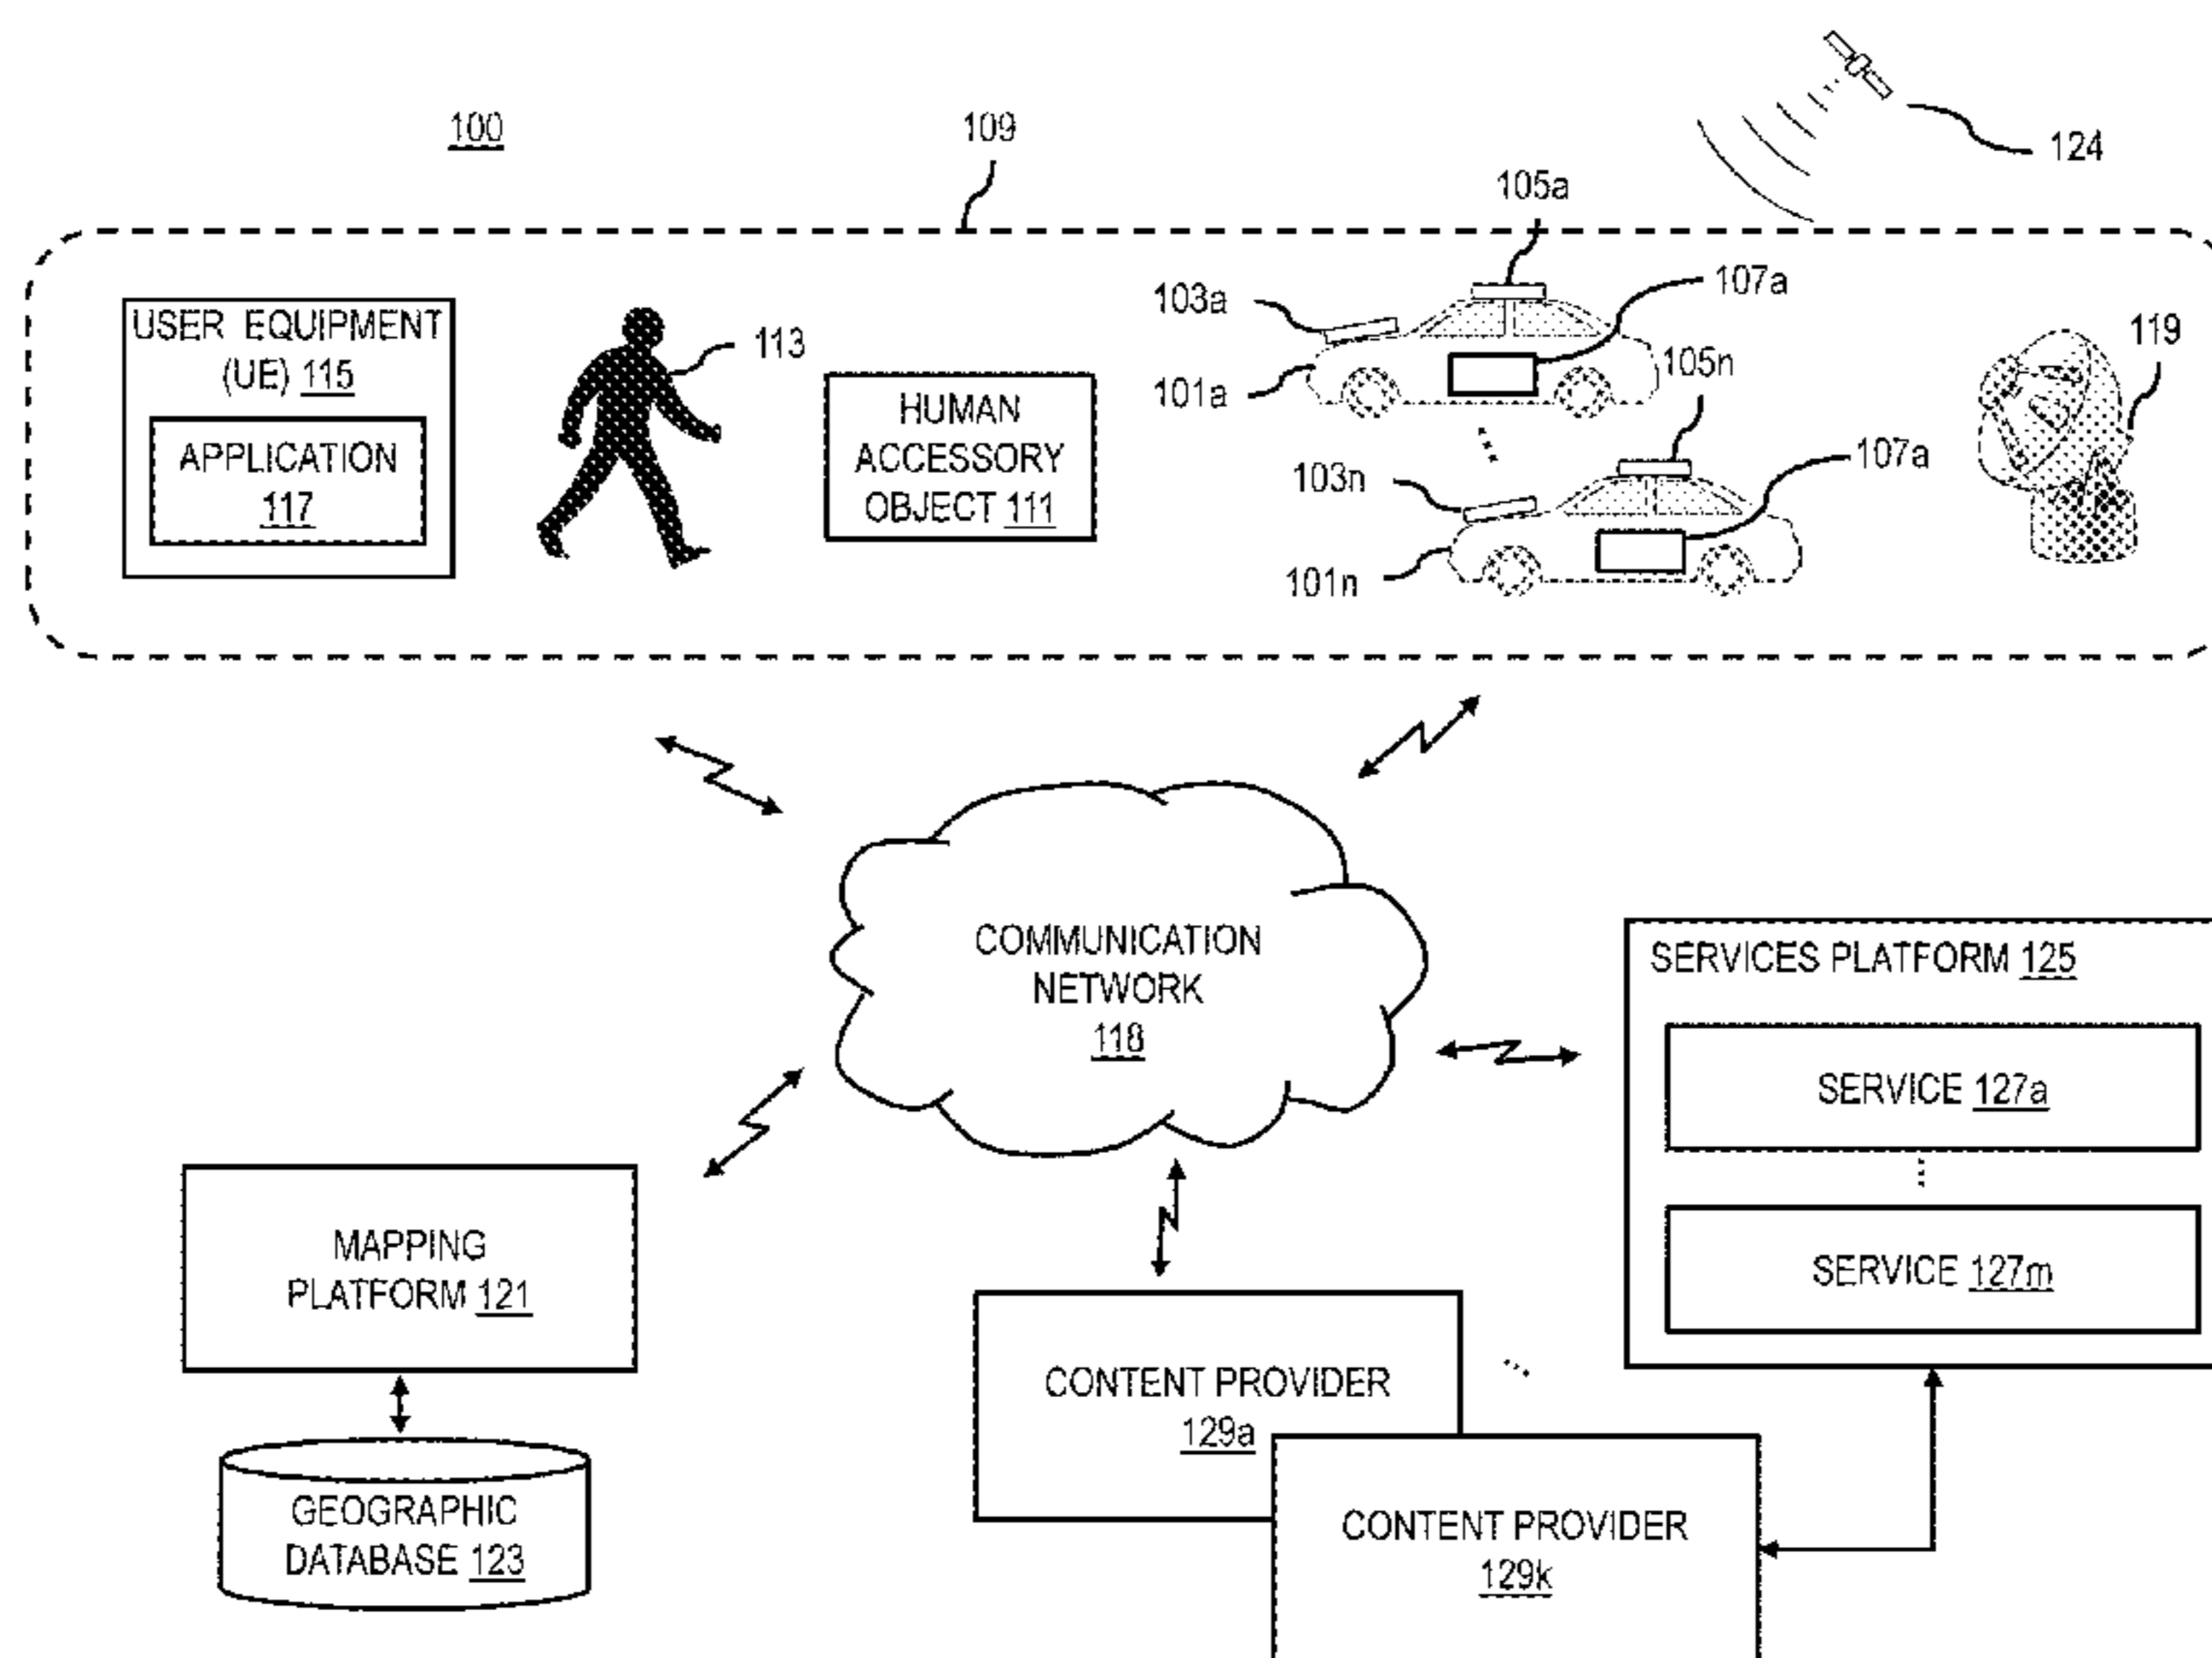 100
109
124
105a
USER EQUIPMENT
(UE) 115
APPLICATION
117
113
HUMAN
ACCESSORY
OBJECT 111
103a
107a
101a
105n
119
103n
107a
101n
COMMUNICATION
NETWORK
118
SERVICES PLATFORM 125
SERVICE 127a
⋮
SERVICE 127m
MAPPING
PLATFORM 121
GEOGRAPHIC
DATABASE 123
CONTENT PROVIDER
129a
...
CONTENT PROVIDER
129k